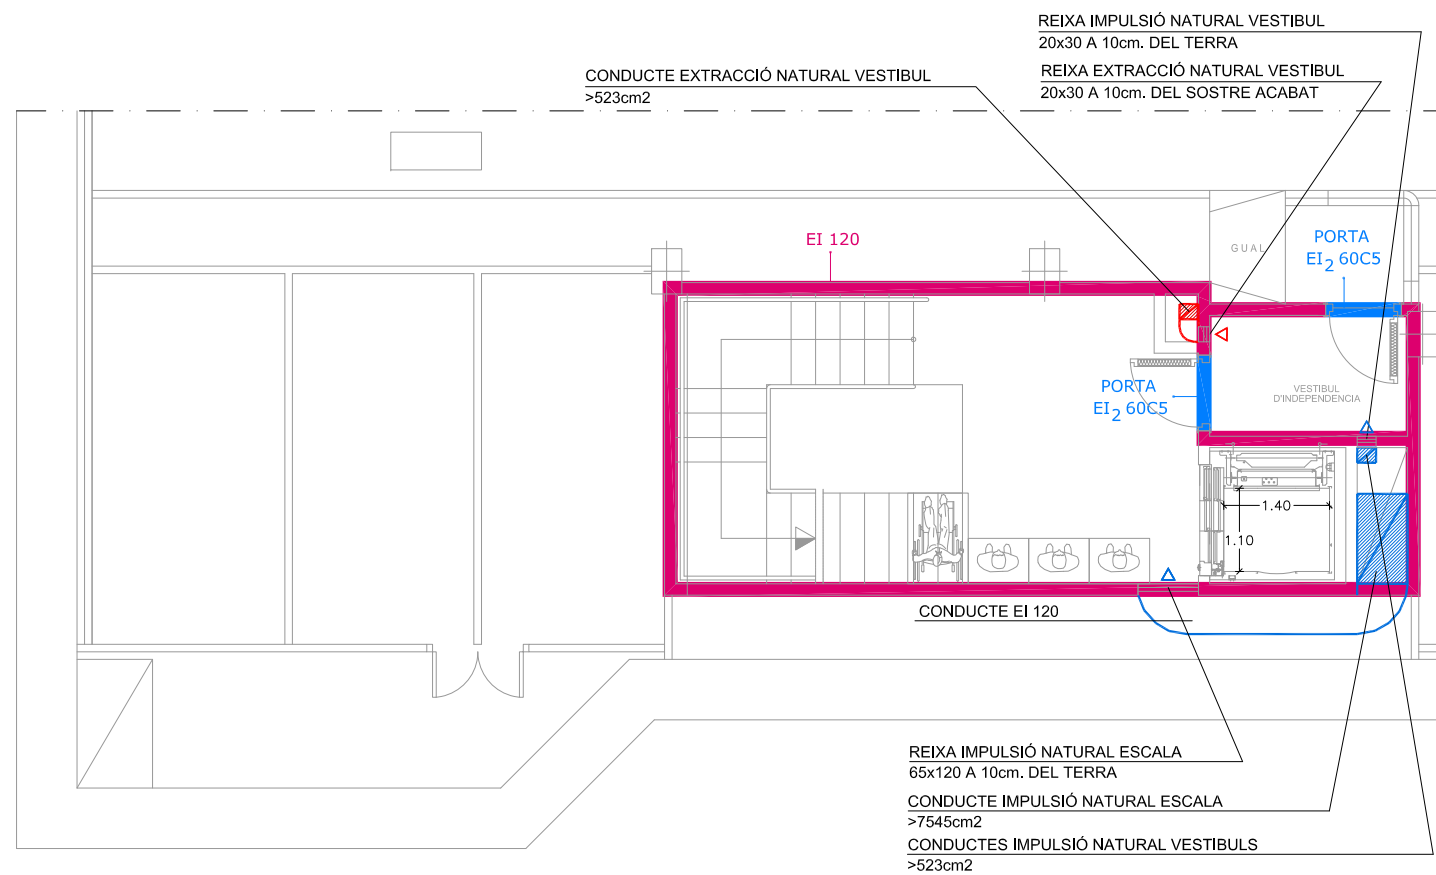 REIXA IMPULSIÓ NATURAL VESTIBUL
20x30 A 10cm. DEL TERRA
CONDUCTE EXTRACCIÓ NATURAL VESTIBUL
>523cm2
REIXA EXTRACCIÓ NATURAL VESTIBUL
20x30 A 10cm. DEL SOSTRE ACABAT
EI 120
GUAL
PORTA
EI2 60C5
PORTA
EI2 60C5
VESTIBUL
D'INDEPENDENCIA
1.40
1.10
CONDUCTE EI 120
REIXA IMPULSIÓ NATURAL ESCALA
65x120 A 10cm. DEL TERRA
CONDUCTE IMPULSIÓ NATURAL ESCALA
>7545cm2
CONDUCTES IMPULSIÓ NATURAL VESTIBULS
>523cm2